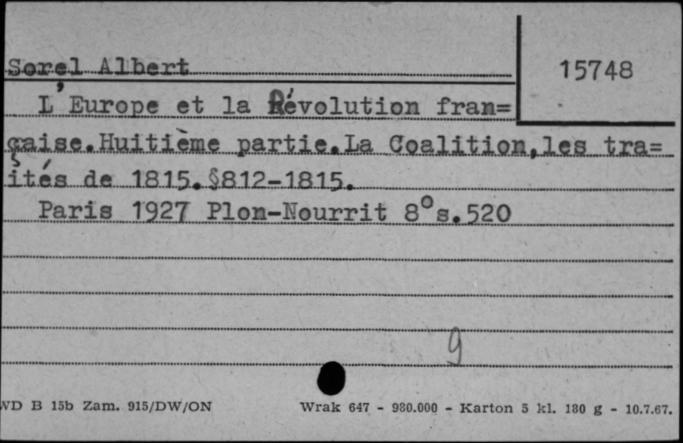 Sorel Albert
15748
L'Europe et la Révolution fran=
çaise.Huitième partie.La Coalition,les tra=
ités de 1815.§812-1815.
Paris 1927 Plon-Nourrit 8°s.520
9
WD B 15b Zam. 915/DW/ON
Wrak 647 - 980.000 - Karton 5 kl. 180 g - 10.7.67.